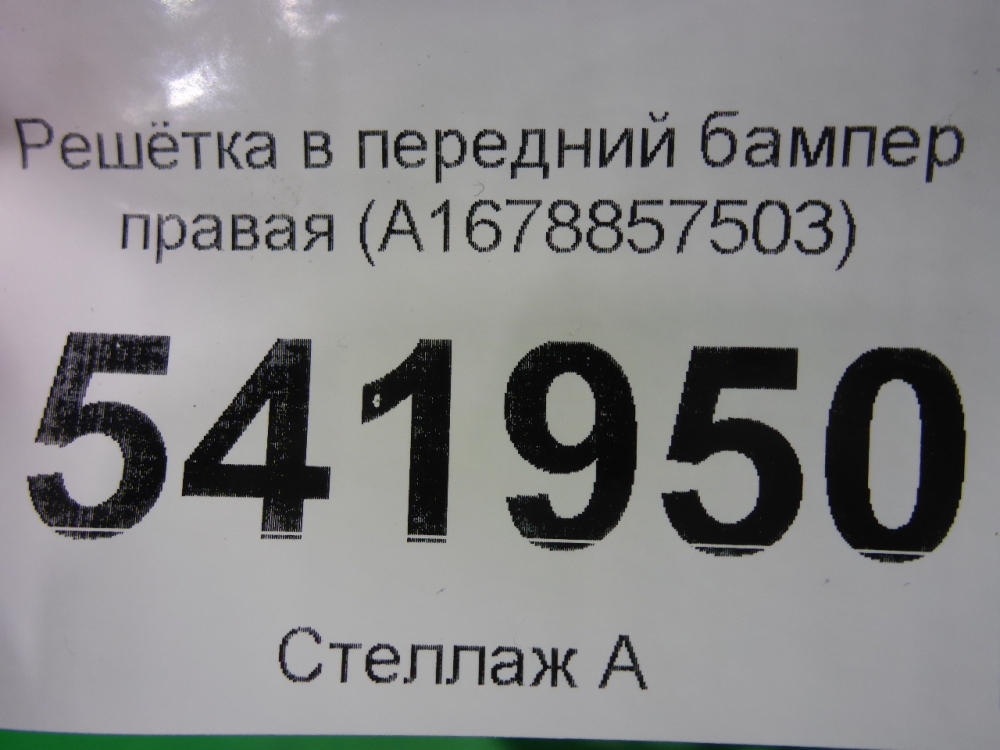 Решётка в передний бампер
правая (A1678857503)
541950
Стеллаж А